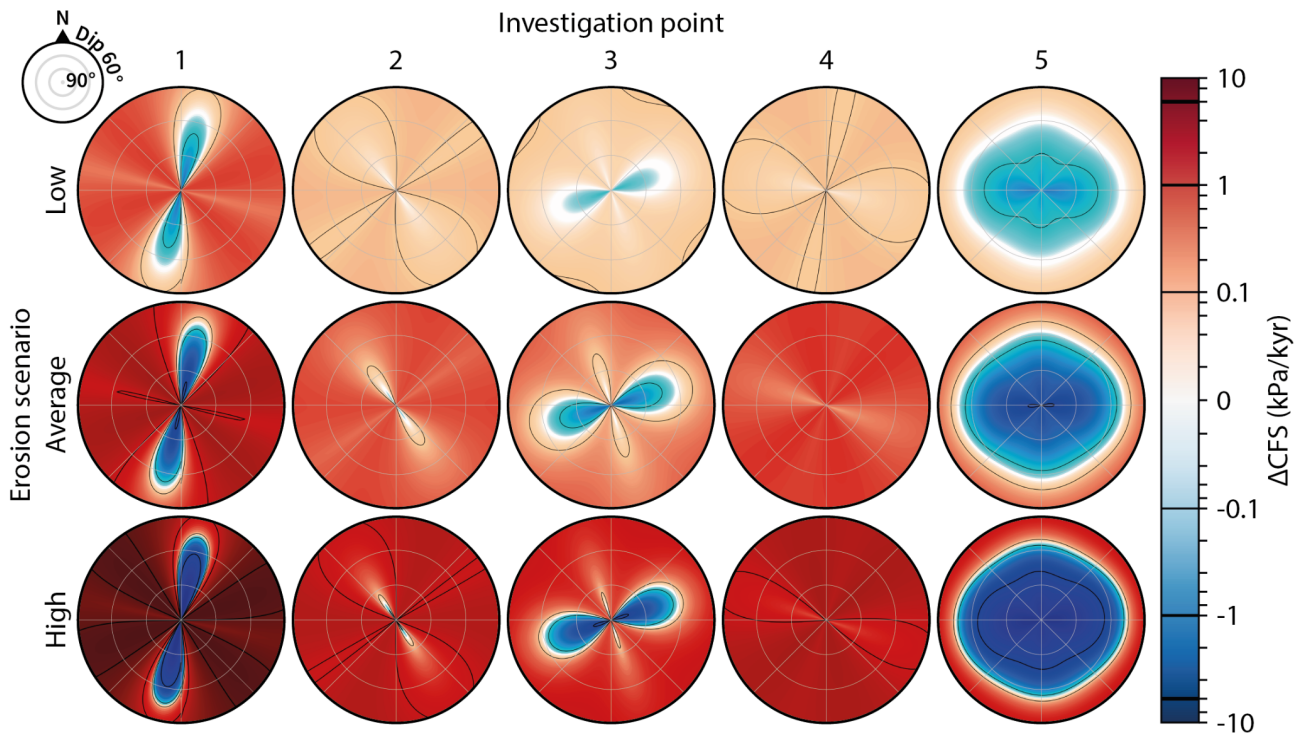 Investigation point
N
Dip 60°
90°
1 2 3 4 5
Erosion scenario
Low
Average
High
10
1
0.1
0
-0.1
-1
-10
ΔCFS (kPa/kyr)